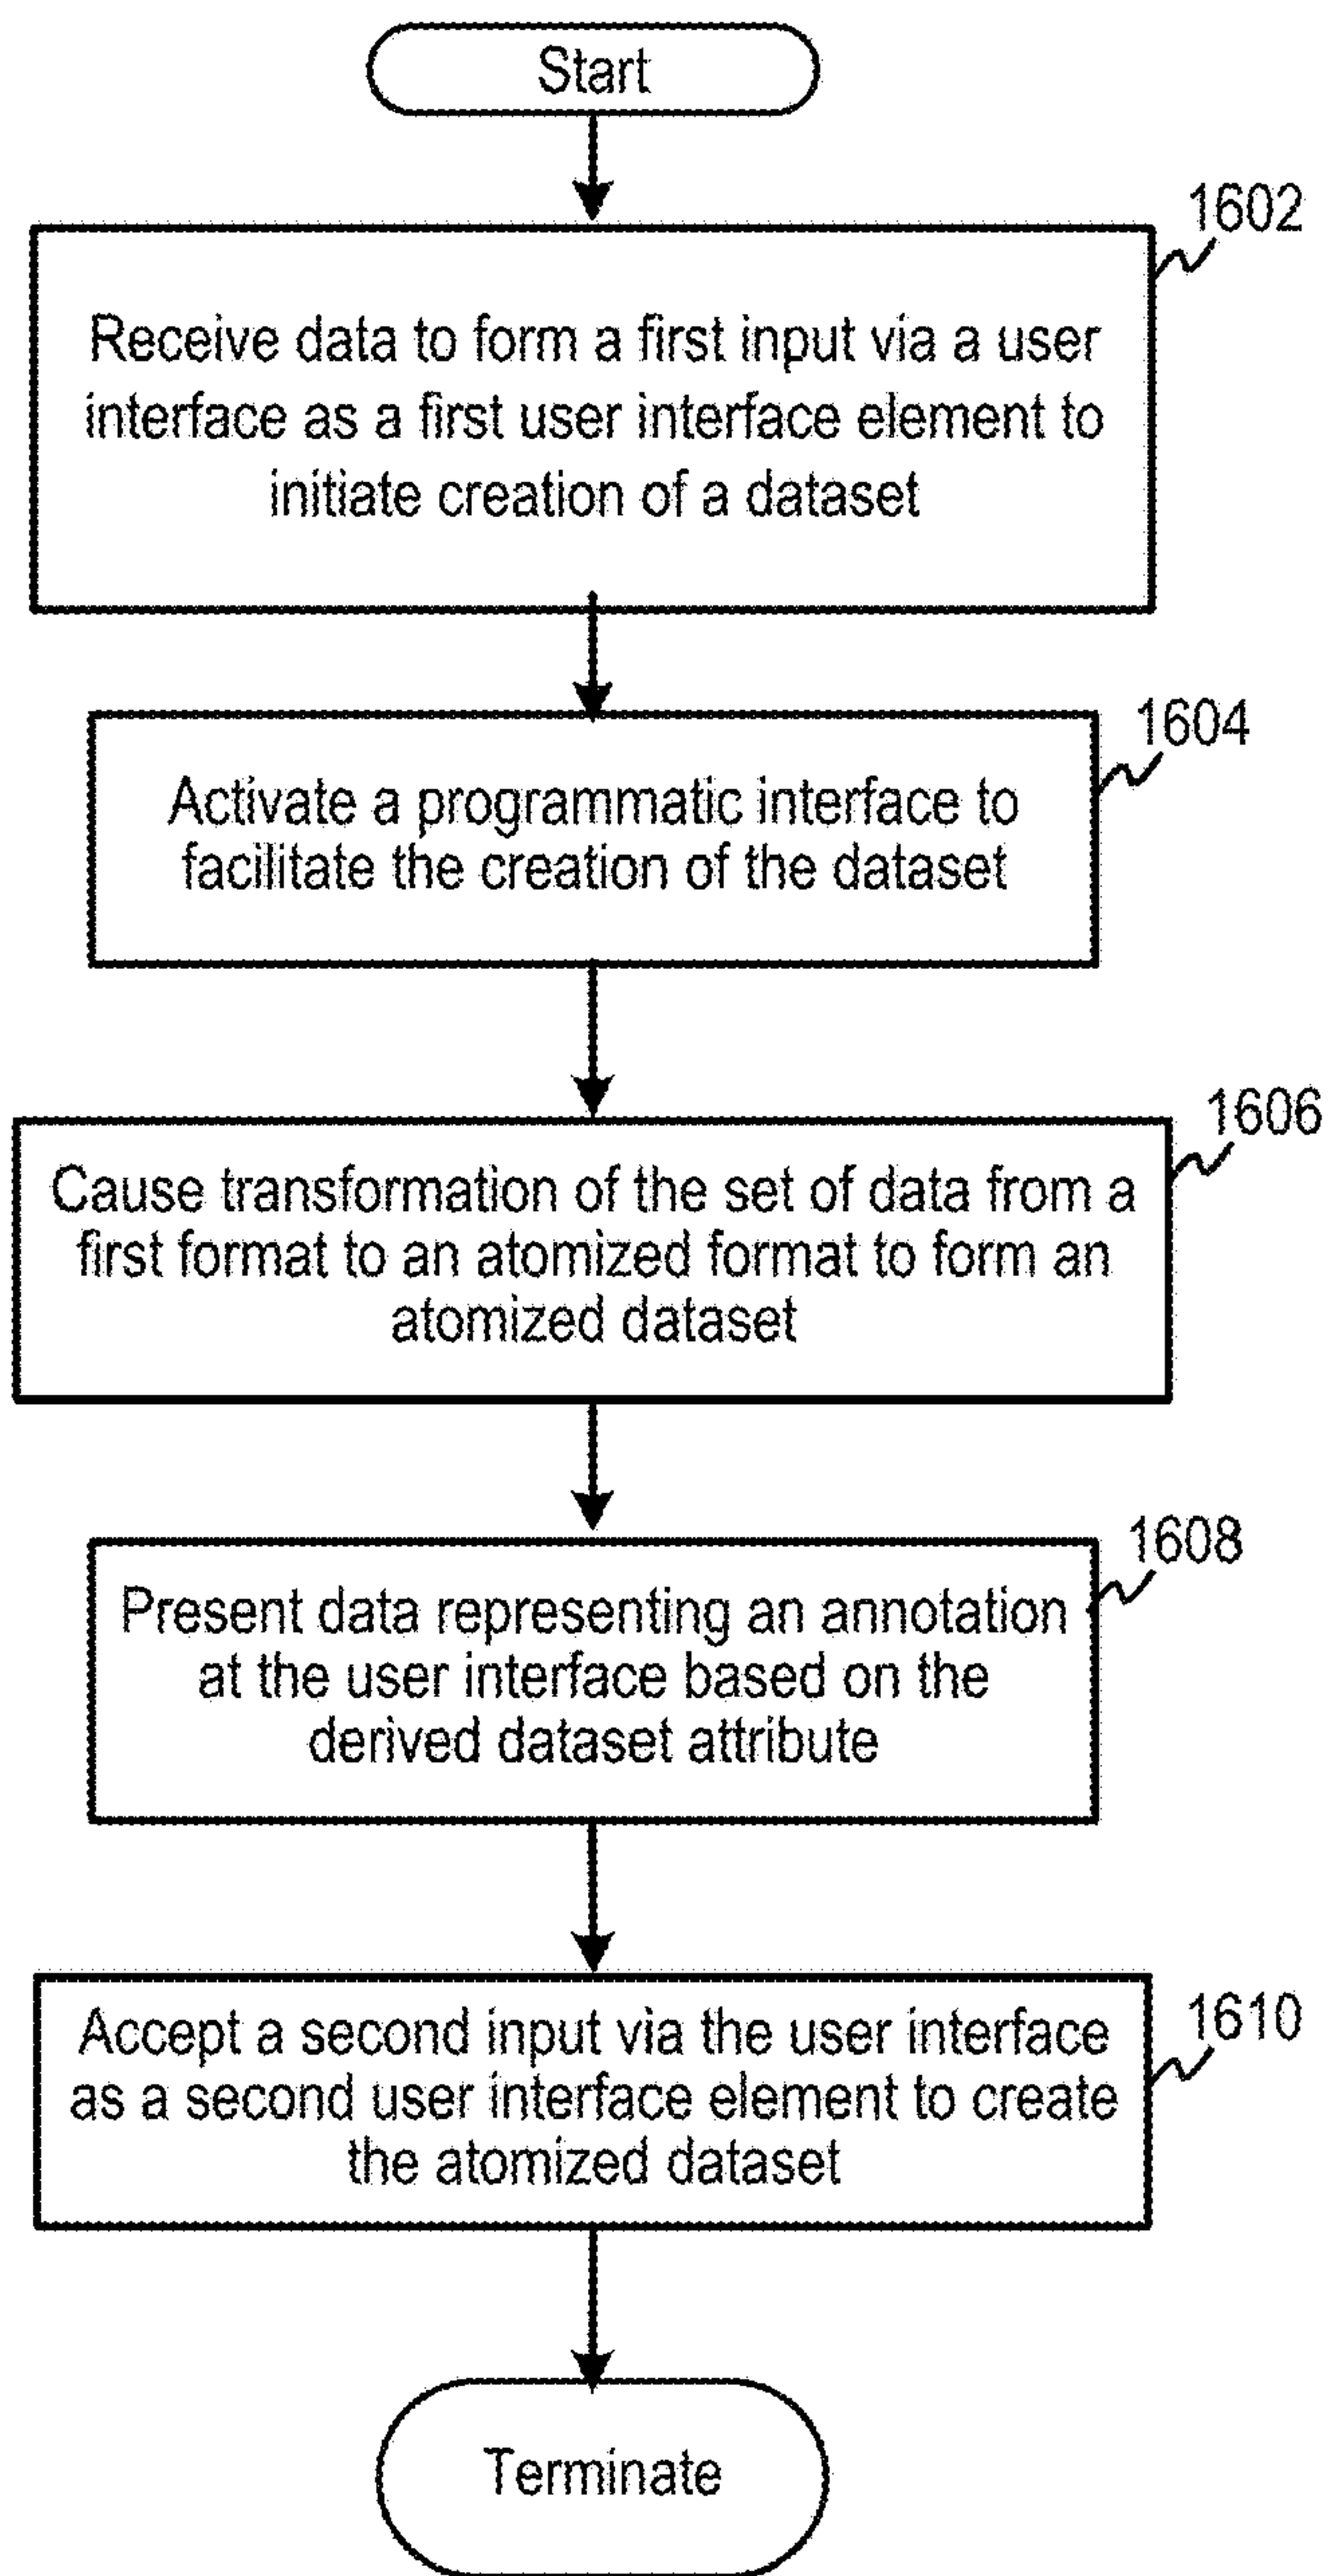 Start
1602
Receive data to form a first input via a user
interface as a first user interface element to
initiate creation of a dataset
1604
Activate a programmatic interface to
facilitate the creation of the dataset
1606
Cause transformation of the set of data from a
first format to an atomized format to form an
atomized dataset
1608
Present data representing an annotation
at the user interface based on the
derived dataset attribute
1610
Accept a second input via the user interface
as a second user interface element to create
the atomized dataset
Terminate